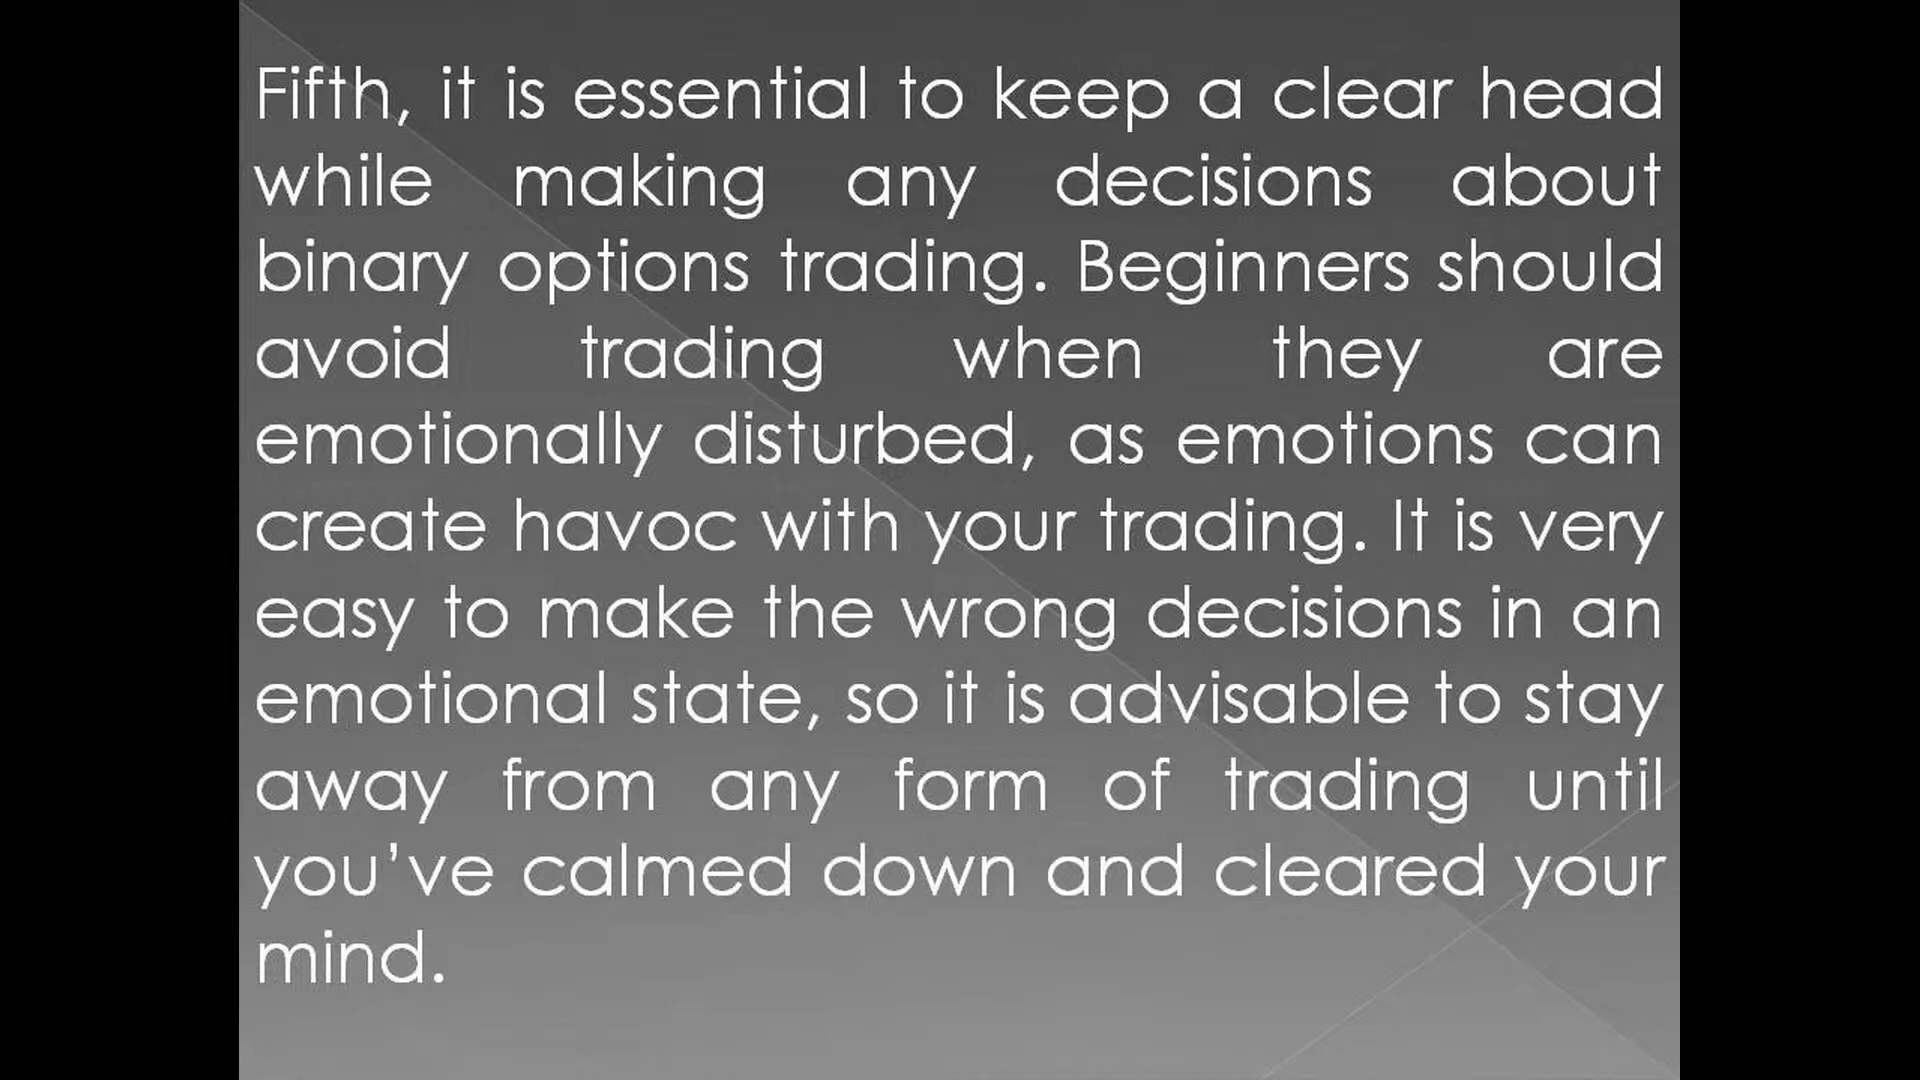 Fifth, it is essential to keep a clear head
while making any decisions about
binary options trading. Beginners should
avoid trading when they are
emotionally disturbed, as emotions can
create havoc with your trading. It is very
easy to make the wrong decisions in an
emotional state, so it is advisable to stay
away from any form of trading until
you’ve calmed down and cleared your
mind.